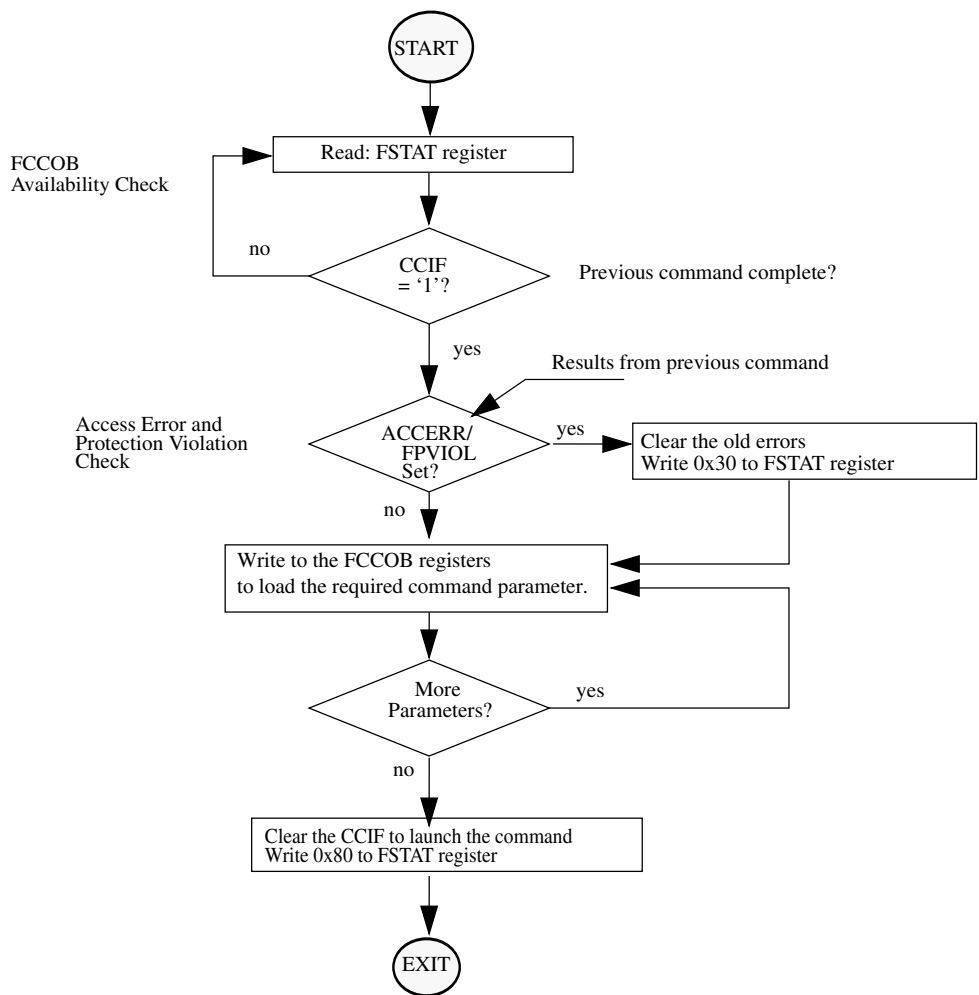 START
Read: FSTAT register
FCCOB
Availability Check
no
CCIF
= ‘1’?
Previous command complete?
yes
Results from previous command
Access Error and
Protection Violation
Check
ACCERR/
FPVIOL
Set?
yes
Clear the old errors
Write 0x30 to FSTAT register
no
Write to the FCCOB registers
to load the required command parameter.
More
Parameters?
yes
no
Clear the CCIF to launch the command
Write 0x80 to FSTAT register
EXIT